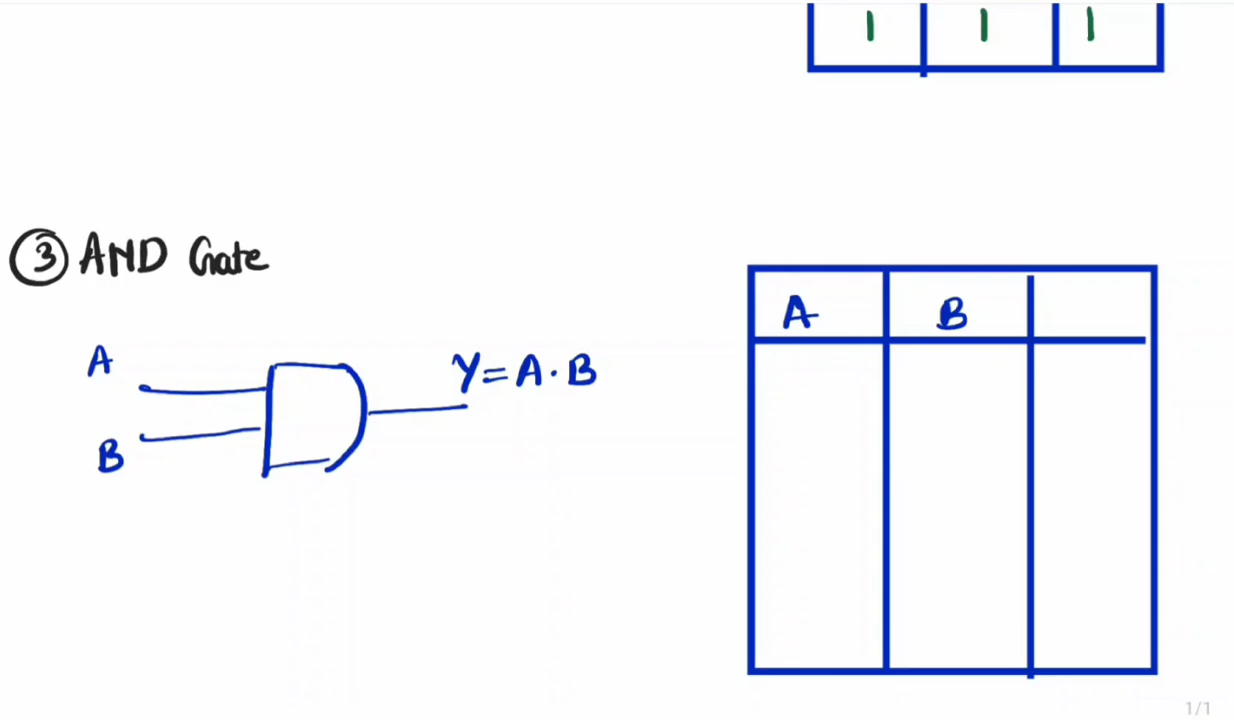 1 1 1
③ AND Gate
A B
A
Y = A · B
B
1/1